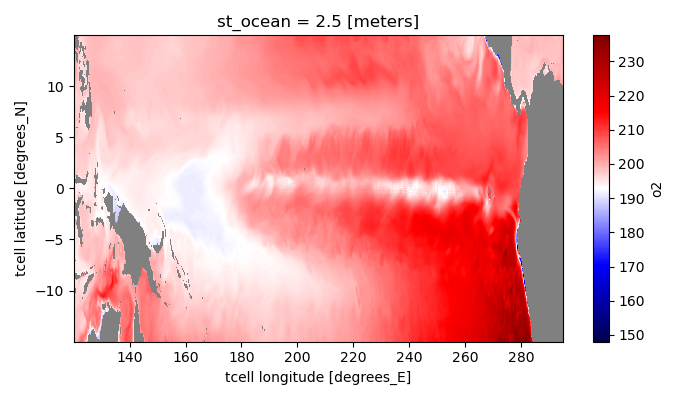 st_ocean = 2.5 [meters]
10
5
0
−5
−10
tcell latitude [degrees_N]
140 160 180 200 220 240 260 280
tcell longitude [degrees_E]
230
220
210
200
190
180
170
160
150
o2